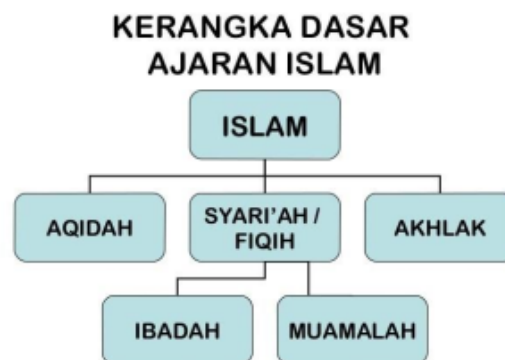 KERANGKA DASAR
AJARAN ISLAM
ISLAM
AQIDAH
SYARI'AH /
FIQIH
AKHLAK
IBADAH
MUAMALAH